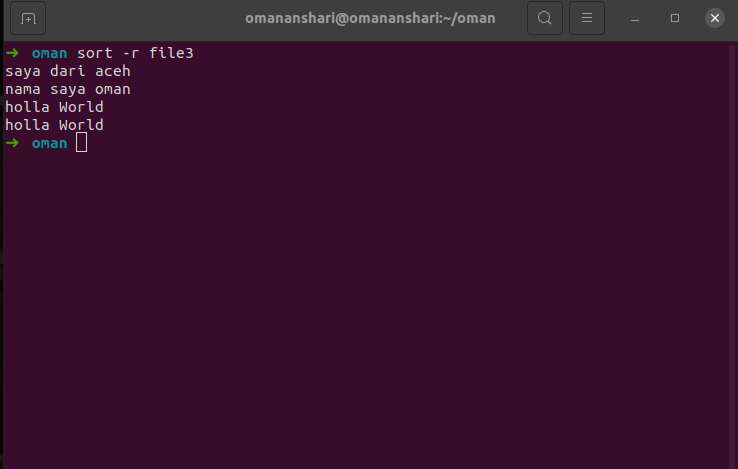 omananshari@omananshari:~/oman
➜ oman sort -r file3
saya dari aceh
nama saya oman
holla World
holla World
➜ oman